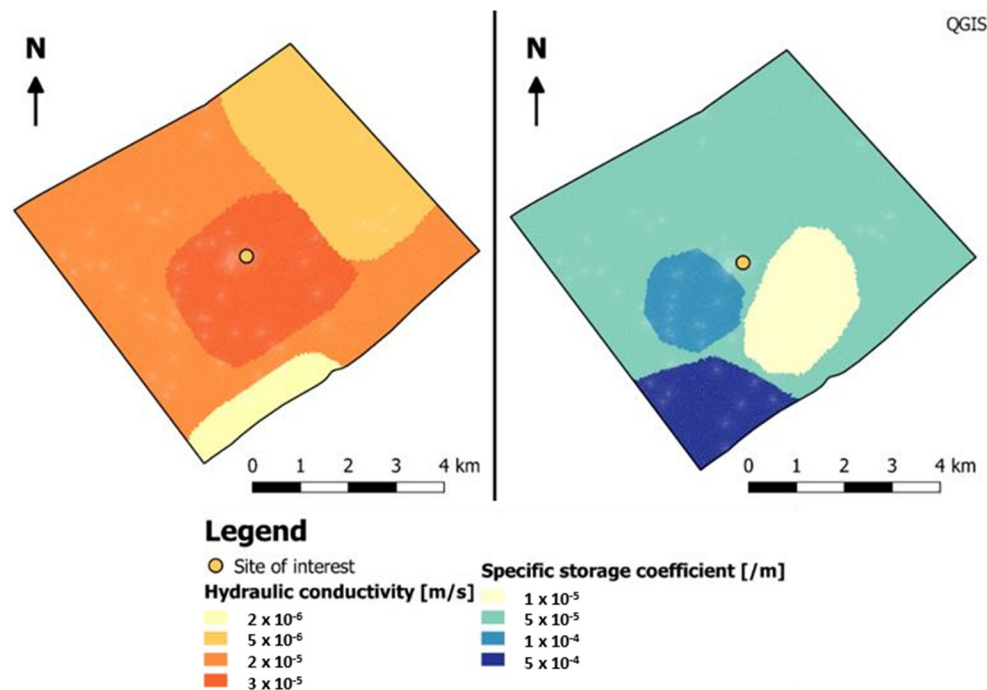 QGIS
N
N
0 1 2 3 4 km
0 1 2 3 4 km
Legend
Site of interest
Hydraulic conductivity [m/s]
2 x 10⁻⁶
5 x 10⁻⁶
2 x 10⁻⁵
3 x 10⁻⁵
Specific storage coefficient [/m]
1 x 10⁻⁵
5 x 10⁻⁵
1 x 10⁻⁴
5 x 10⁻⁴